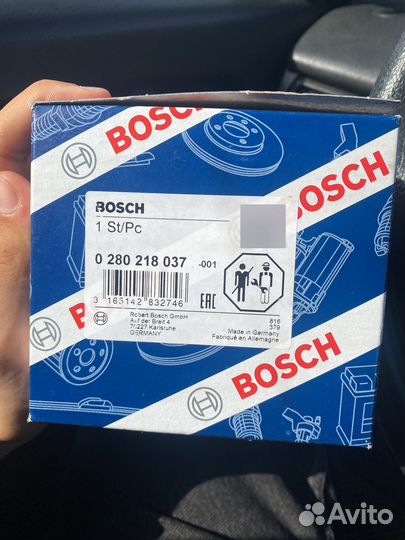 BOSCH
BOSCH
BOSCH
BOSCH
1 St/Pc
0 280 218 037 -001
3 165142 832746
EAC
Robert Bosch GmbH
Auf der Breit 4
76227 Karlsruhe
GERMANY
816
379
Made in Germany
Fabriqué en Allemagne
BOSCH
BOSCH
Avito